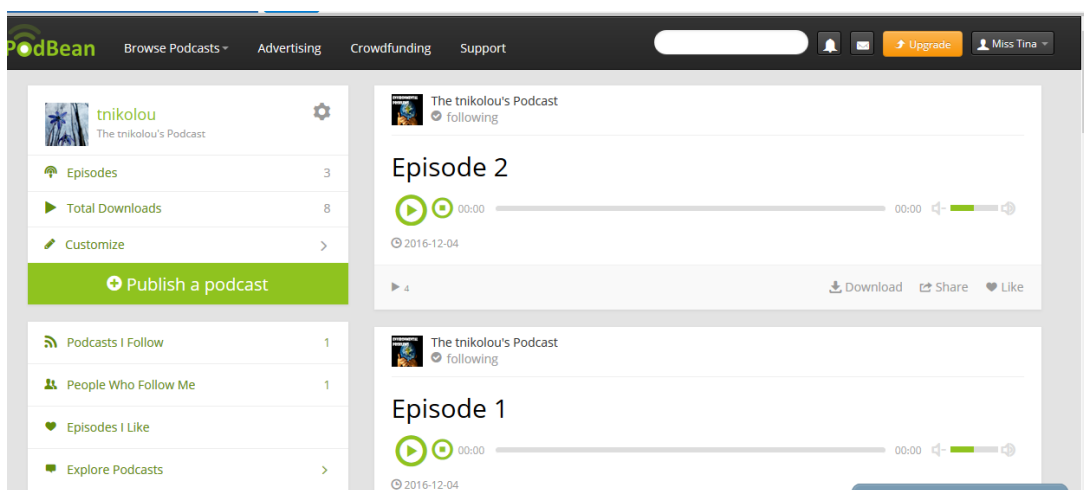 PodBean Browse Podcasts Advertising Crowdfunding Support Upgrade Miss Tina
tnikolou
The tnikolou's Podcast
Episodes 3
Total Downloads 8
Customize
Publish a podcast
Podcasts I Follow 1
People Who Follow Me 1
Episodes I Like
Explore Podcasts
The tnikolou's Podcast
following
Episode 2
00:00 00:00
2016-12-04
4 Download Share Like
The tnikolou's Podcast
following
Episode 1
00:00 00:00
2016-12-04